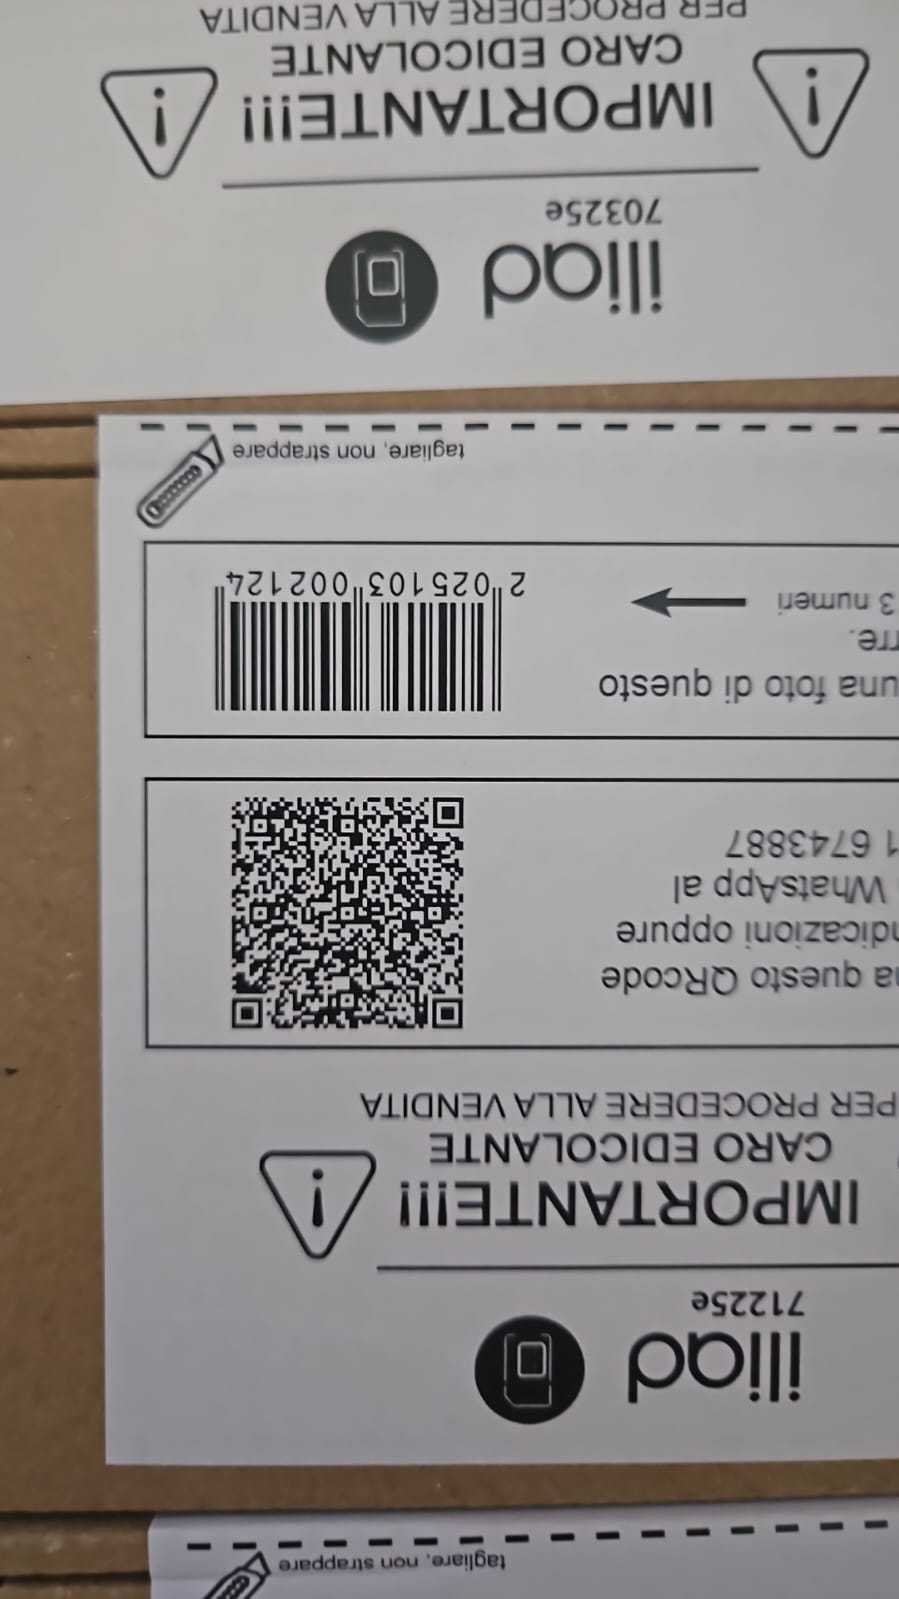 tagliare, non strappare
iliad
71225e
IMPORTANTE!!!
CARO EDICOLANTE
PER PROCEDERE ALLA VENDITA
questo QRcode
oppure
WhatsApp al
1 6743887
una foto di questo
3 numeri
2 025103 002124
tagliare, non strappare
iliad
70325e
IMPORTANTE!!!
CARO EDICOLANTE
PER PROCEDERE ALLA VENDITA